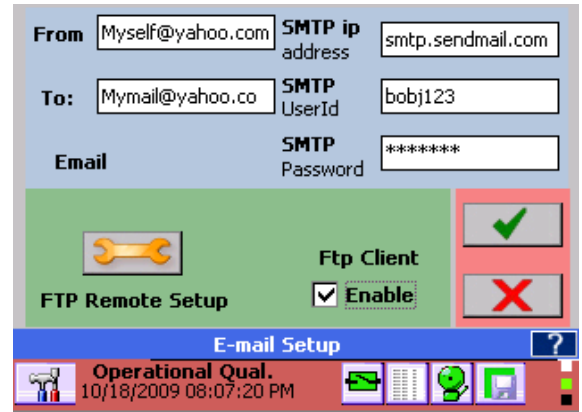 From Myself@yahoo.com SMTP ip address smtp.sendmail.com
To: Mymail@yahoo.co SMTP UserId bobj123
Email SMTP Password *******
FTP Remote Setup
Ftp Client
Enable
E-mail Setup ?
Operational Qual.
10/18/2009 08:07:20 PM